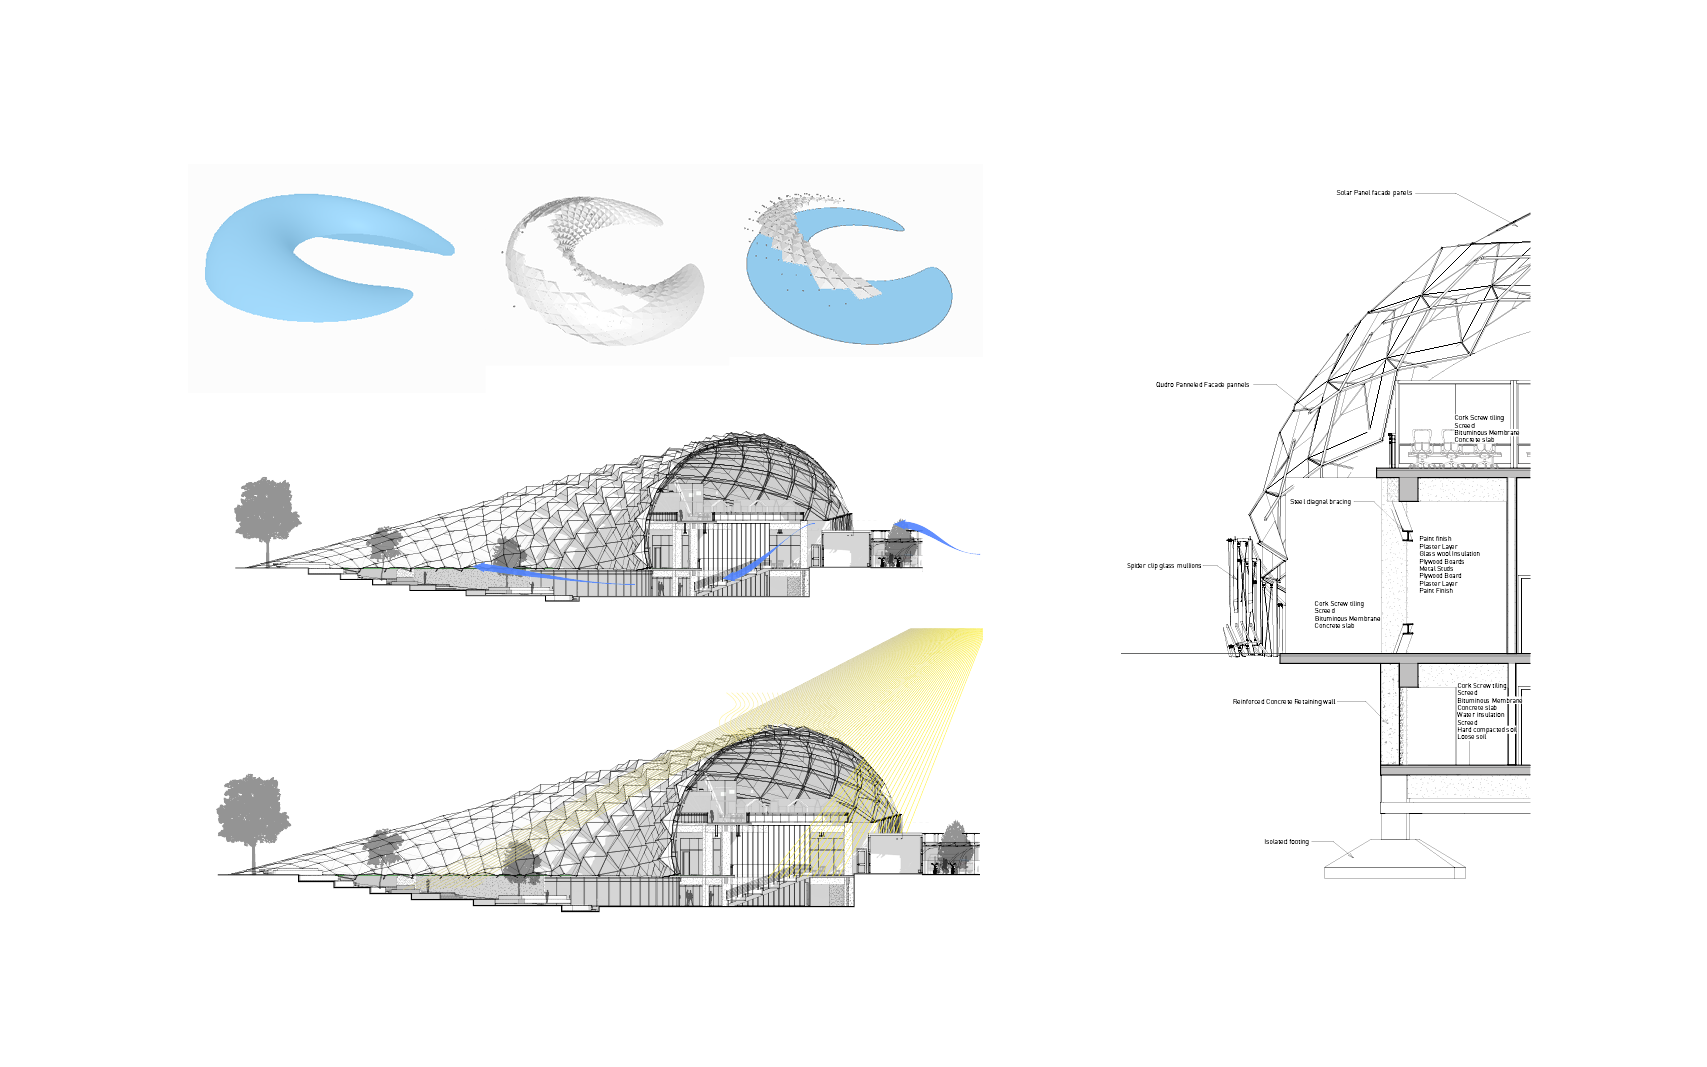 Solar Panel facade panels
Qudro Panneled Facade pannels
Cork Screw tiling
Screed
Bituminous Membrane
Concrete slab
Steel diagnal bracing
Paint finish
Plaster Layer
Glass wool insulation
Plywood Boards
Metal Studs
Plywood Board
Plaster Layer
Paint Finish
Spider clip glass mullions
Cork Screw tiling
Screed
Bituminous Membrane
Concrete slab
Reinforced Concrete Retaining wall
Cork Screw tiling
Screed
Bituminous Membrane
Concrete slab
Water insulation
Screed
Hard compacted soil
Loose soil
Isolated footing